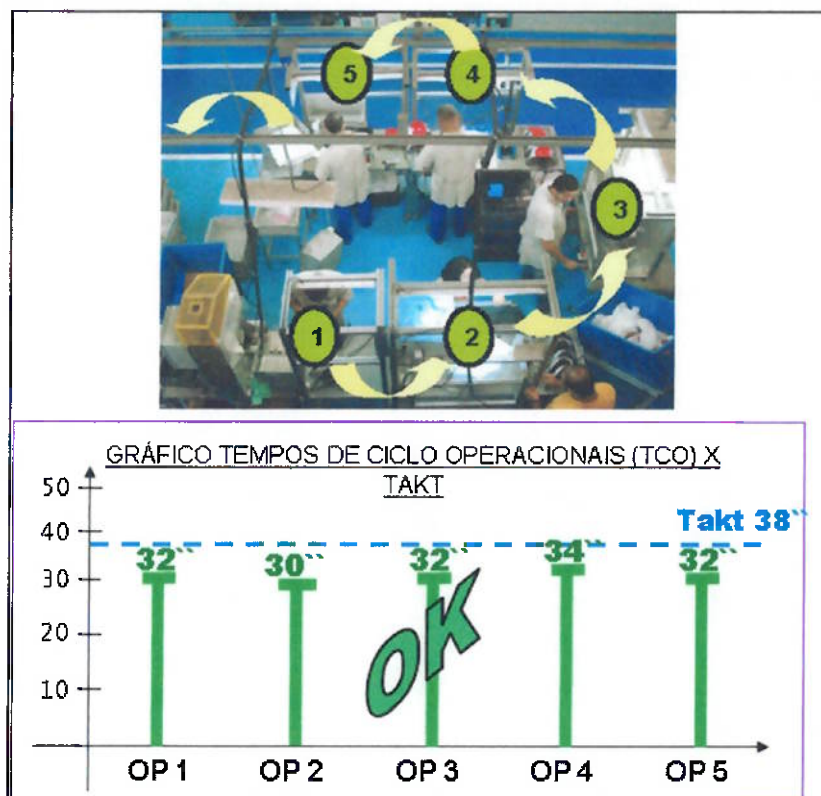 5
4
3
1
2
GRÁFICO TEMPOS DE CICLO OPERACIONAIS (TCO) X
TAKT
50
40
30
20
10
Takt 38``
32``
30``
32``
34``
32``
OK
OP 1
OP 2
OP 3
OP 4
OP 5